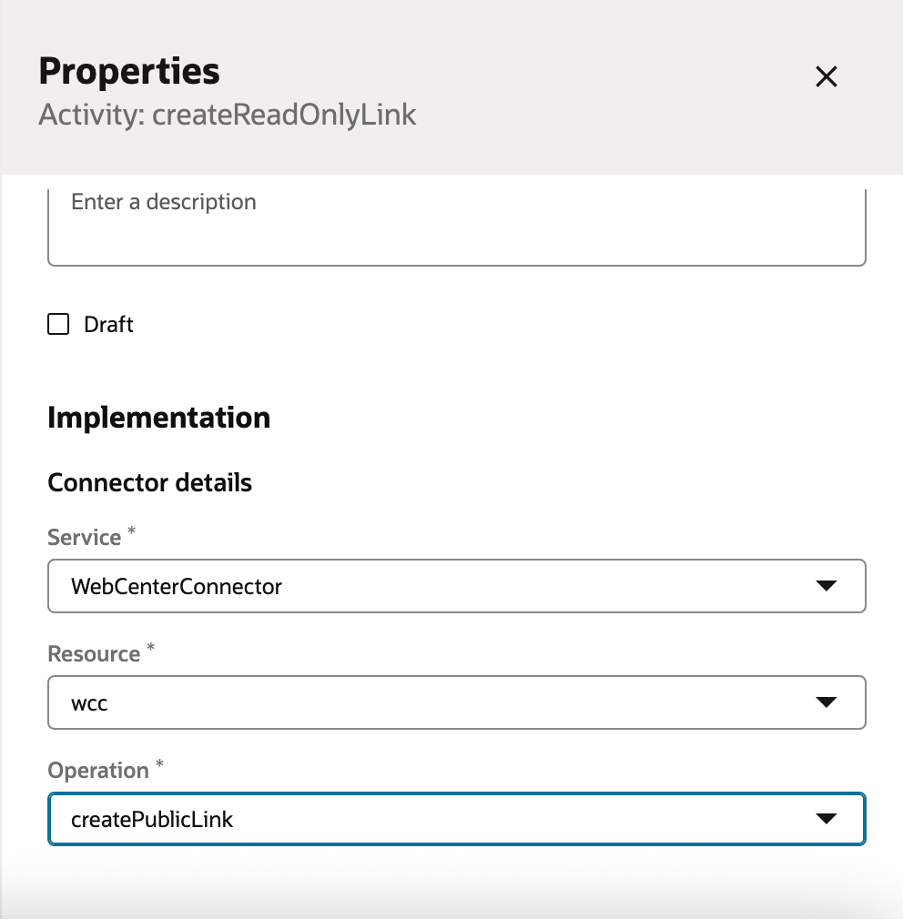 Properties
Activity: createReadOnlyLink
Enter a description
Draft
Implementation
Connector details
Service *
WebCenterConnector
Resource *
wcc
Operation *
createPublicLink